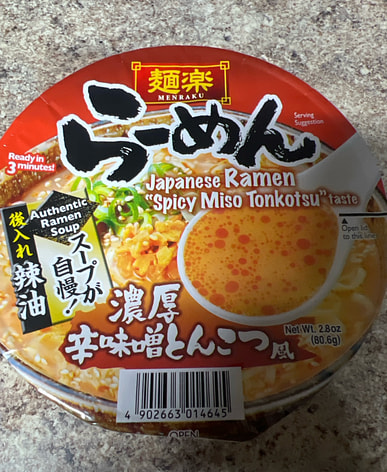 麺楽
MENRAKU
らーめん
Serving
Suggestion
Ready in
3 minutes!
Japanese Ramen
"Spicy Miso Tonkotsu" taste
Authentic
Ramen
Soup
スープが
自慢!
後入れ辣油
Open lid
to this line
濃厚
辛味噌とんこつ風
Net Wt. 2.8oz
(80.6g)
4 902663 014645
OPEN